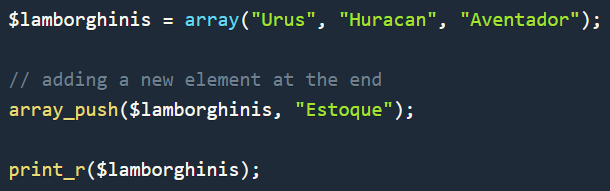 $lamborghinis = array("Urus", "Huracan", "Aventador");
// adding a new element at the end
array_push($lamborghinis, "Estoque");
print_r($lamborghinis);